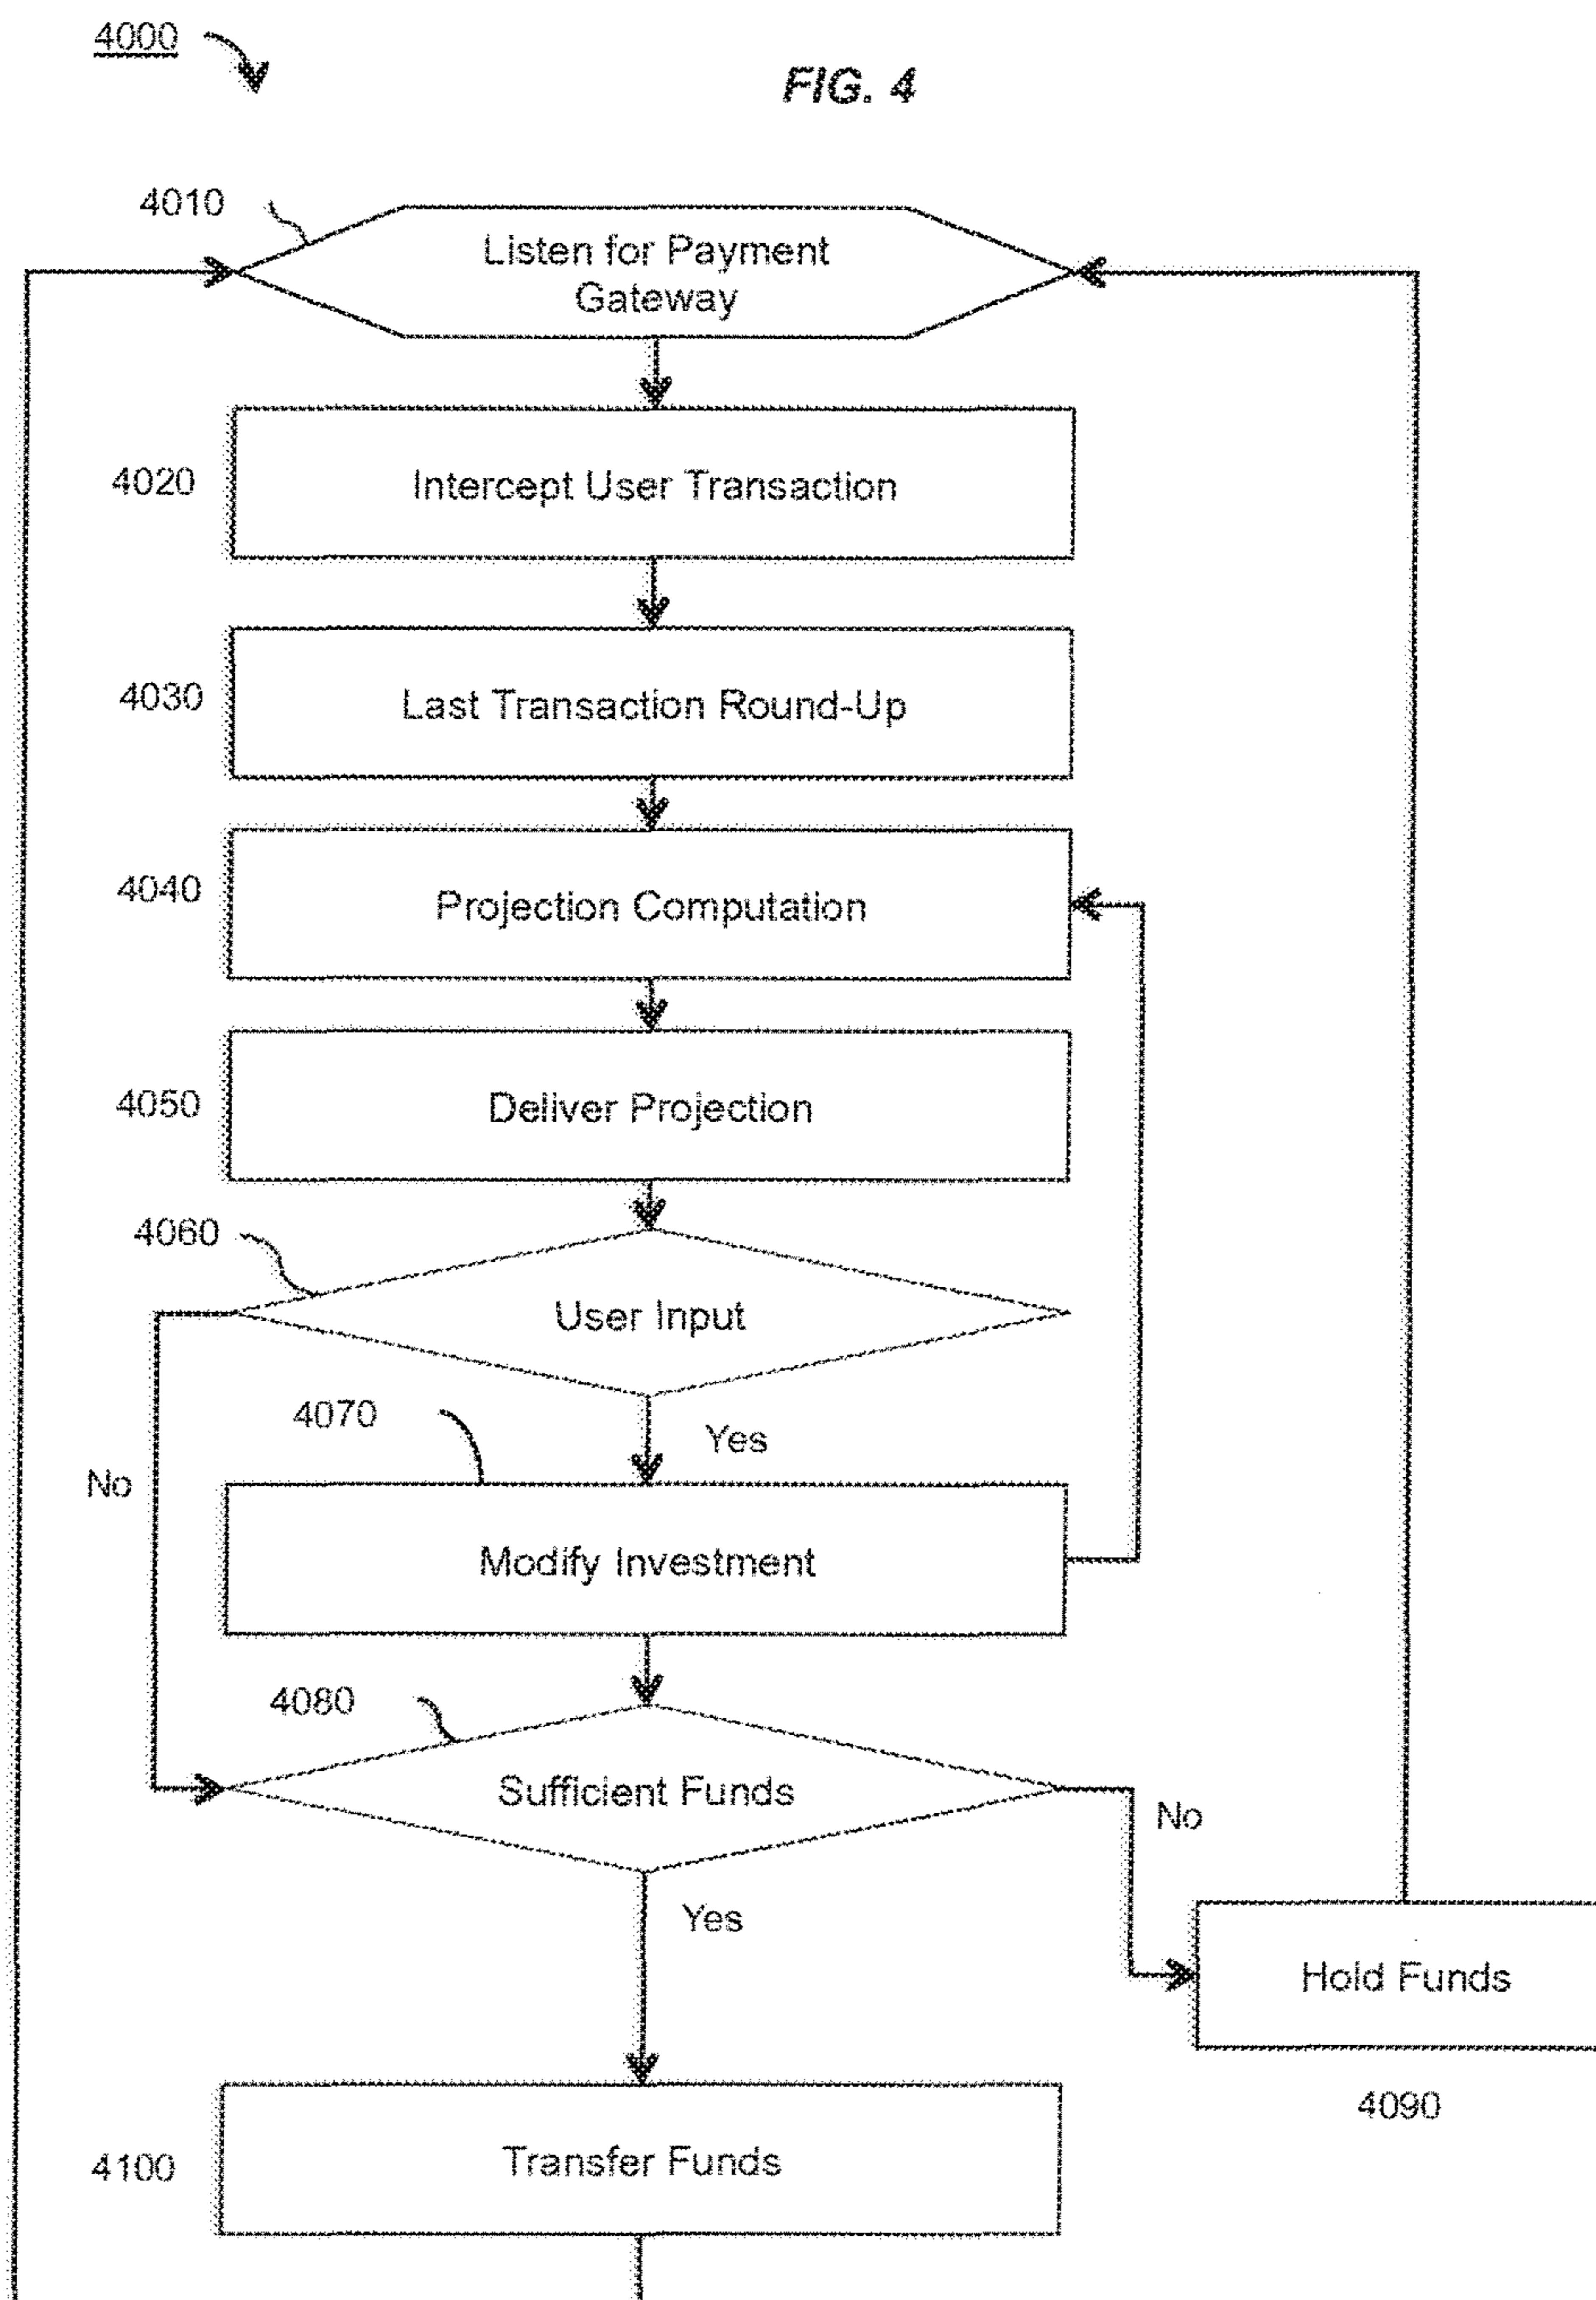 4000
FIG. 4
4010
Listen for Payment
Gateway
4020
Intercept User Transaction
4030
Last Transaction Round-Up
4040
Projection Computation
4050
Deliver Projection
4060
User Input
4070
Yes
No
Modify Investment
4080
Sufficient Funds
No
Yes
Hold Funds
4090
4100
Transfer Funds